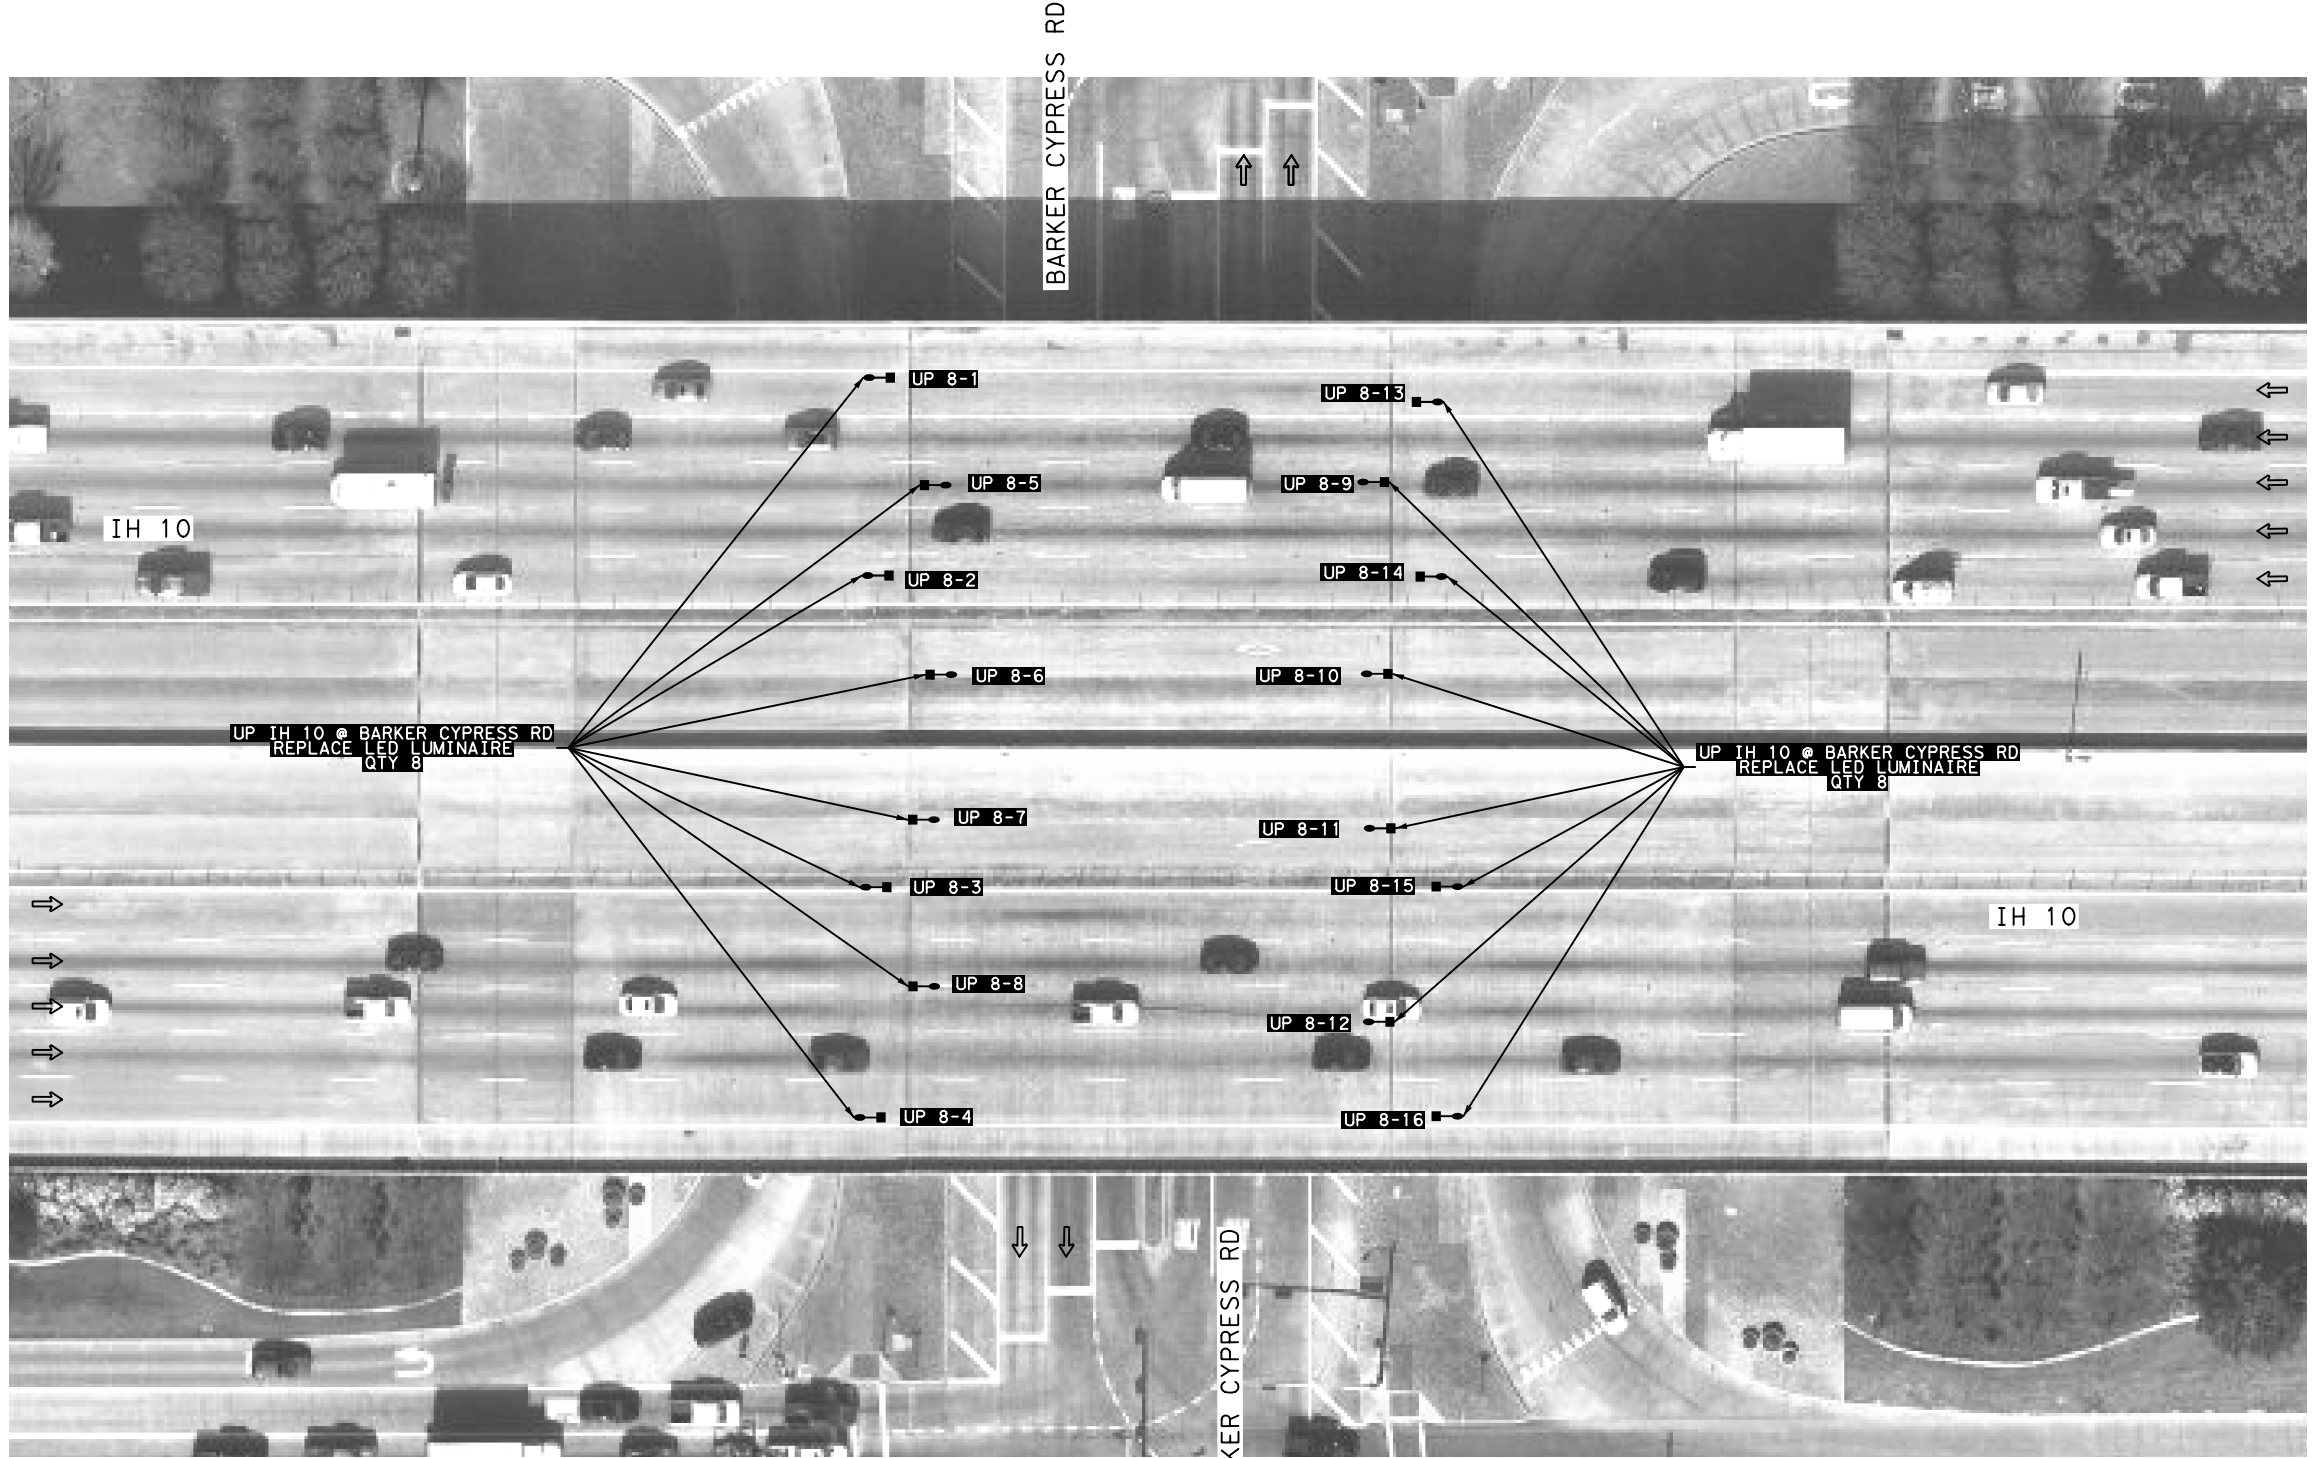 BARKER CYPRESS RD
UP 8-1
UP 8-13
UP 8-5
UP 8-9
IH 10
UP 8-2
UP 8-14
UP 8-6
UP 8-10
UP IH 10 @ BARKER CYPRESS RD
REPLACE LED LUMINAIRE
QTY 8
UP IH 10 @ BARKER CYPRESS RD
REPLACE LED LUMINAIRE
QTY 8
UP 8-7
UP 8-11
UP 8-3
UP 8-15
IH 10
UP 8-8
UP 8-12
UP 8-4
UP 8-16
KER CYPRESS RD